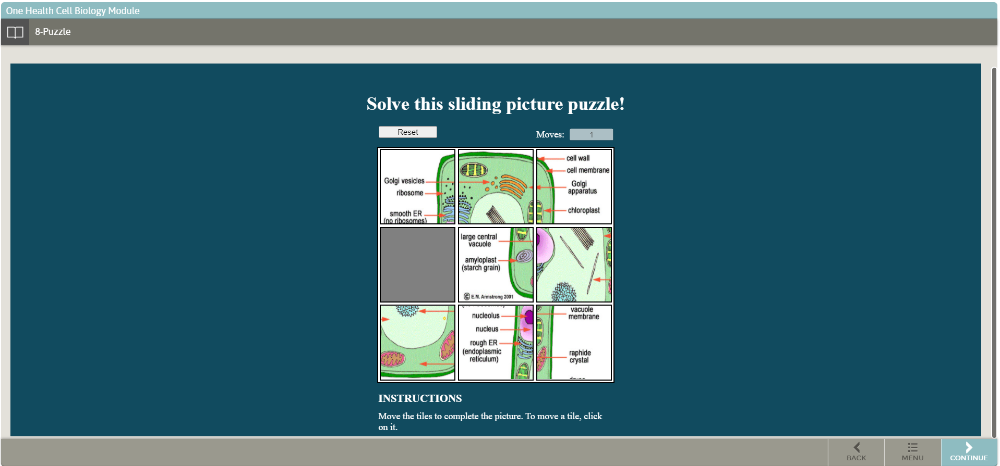 One Health Cell Biology Module
8-Puzzle
Solve this sliding picture puzzle!
Reset
Moves: 1
Golgi vesicles
ribosome
smooth ER
(no ribosomes)
cell wall
cell membrane
Golgi
apparatus
chloroplast
large central
vacuole
amyloplast
(starch grain)
© E.M. Armstrong 2001
nucleolus
nucleus
rough ER
(endoplasmic
reticulum)
vacuole
membrane
raphide
crystal
INSTRUCTIONS
Move the tiles to complete the picture. To move a tile, click
on it.
BACK
MENU
CONTINUE